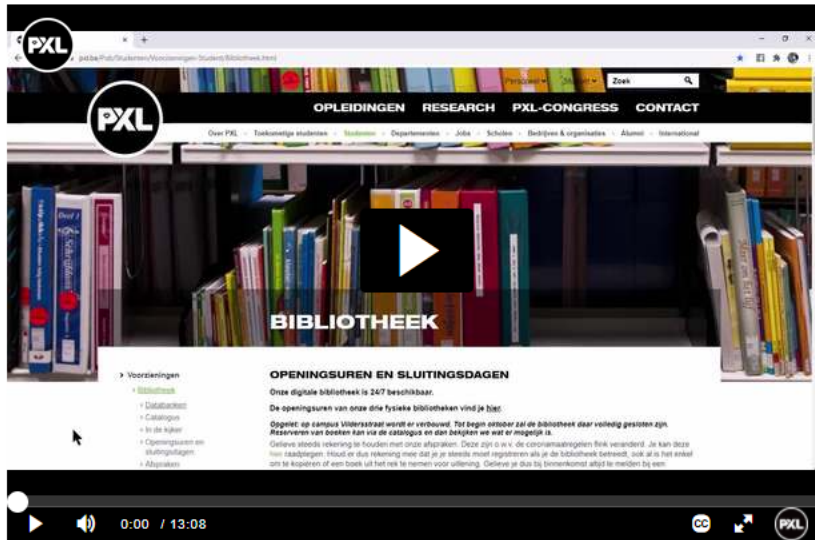 PXL
pxl.be/Pub/Studenten/Voorzieningen-Student/Bibliotheek.html
Personeel
Student
Zoek
PXL
OPLEIDINGEN RESEARCH PXL-CONGRESS CONTACT
Over PXL - Toekomstige studenten - Studenten - Departementen - Jobs - Scholen - Bedrijven & organisaties - Alumni - International
Deel 1
BIBLIOTHEEK
> Voorzieningen
> Bibliotheek
> Databanken
> Catalogus
> In de kijker
> Openingsuren en
sluitingsdagen
> Afspraken
OPENINGSUREN EN SLUITINGSDAGEN
Onze digitale bibliotheek is 24/7 beschikbaar.
De openingsuren van onze drie fysieke bibliotheken vind je hier.
Opgelet: op campus Vildersstraat wordt er verbouwd. Tot begin oktober zal de bibliotheek daar volledig gesloten zijn.
Reserveren van boeken kan via de catalogus en dan bekijken we wat er mogelijk is.
Gelieve steeds rekening te houden met onze afspraken. Deze zijn o.w.v. de coronamaatregelen flink veranderd. Je kan deze
hier raadplegen. Houd er dus rekening mee dat je je steeds moet registreren als je de bibliotheek betreedt, ook al is het enkel
om te kopiëren of een boek uit het rek te nemen voor uitlening. Gelieve je dus bij binnenkomst altijd te melden bij een
0:00 / 13:08
CC
PXL